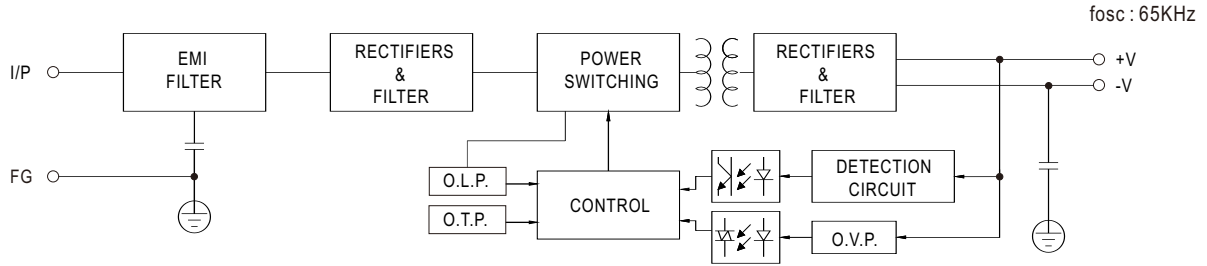 fosc : 65KHz
I/P
EMI
FILTER
RECTIFIERS
&
FILTER
POWER
SWITCHING
RECTIFIERS
&
FILTER
+V
-V
FG
O.L.P.
O.T.P.
CONTROL
DETECTION
CIRCUIT
O.V.P.